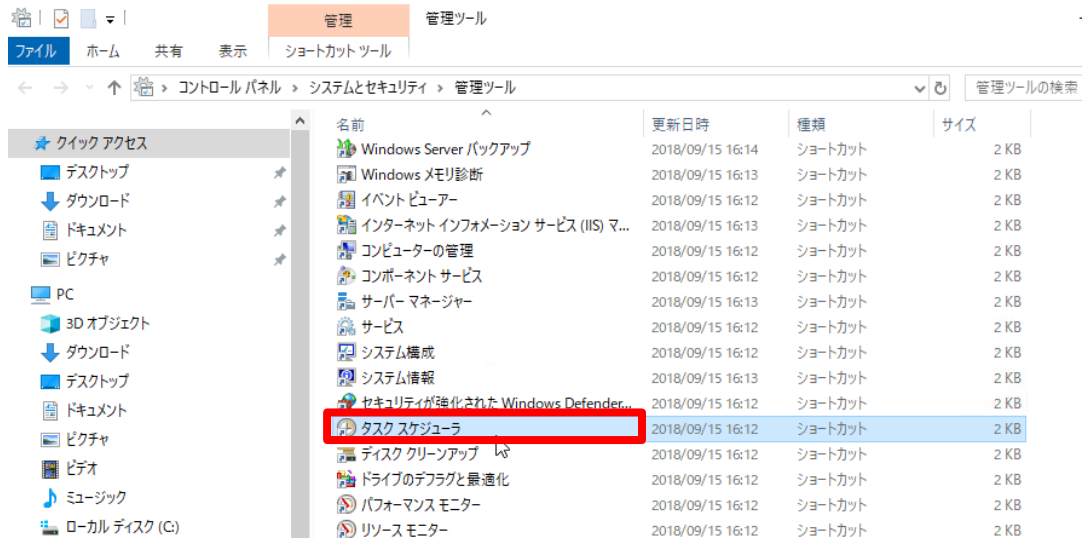 管理 管理ツール
ファイル ホーム 共有 表示 ショートカット ツール
コントロール パネル › システムとセキュリティ › 管理ツール 管理ツールの検索
名前 更新日時 種類 サイズ
クイック アクセス
デスクトップ
ダウンロード
ドキュメント
ピクチャ
PC
3D オブジェクト
ダウンロード
デスクトップ
ドキュメント
ピクチャ
ビデオ
ミュージック
ローカル ディスク (C:)
Windows Server バックアップ 2018/09/15 16:14 ショートカット 2 KB
Windows メモリ診断 2018/09/15 16:13 ショートカット 2 KB
イベント ビューアー 2018/09/15 16:12 ショートカット 2 KB
インターネット インフォメーション サービス (IIS) マ... 2018/09/15 16:13 ショートカット 2 KB
コンピューターの管理 2018/09/15 16:12 ショートカット 2 KB
コンポーネント サービス 2018/09/15 16:12 ショートカット 2 KB
サーバー マネージャー 2018/09/15 16:13 ショートカット 2 KB
サービス 2018/09/15 16:12 ショートカット 2 KB
システム構成 2018/09/15 16:12 ショートカット 2 KB
システム情報 2018/09/15 16:13 ショートカット 2 KB
セキュリティが強化された Windows Defender... 2018/09/15 16:12 ショートカット 2 KB
タスク スケジューラ 2018/09/15 16:12 ショートカット 2 KB
ディスク クリーンアップ 2018/09/15 16:12 ショートカット 2 KB
ドライブのデフラグと最適化 2018/09/15 16:12 ショートカット 2 KB
パフォーマンス モニター 2018/09/15 16:12 ショートカット 2 KB
リソース モニター 2018/09/15 16:12 ショートカット 2 KB